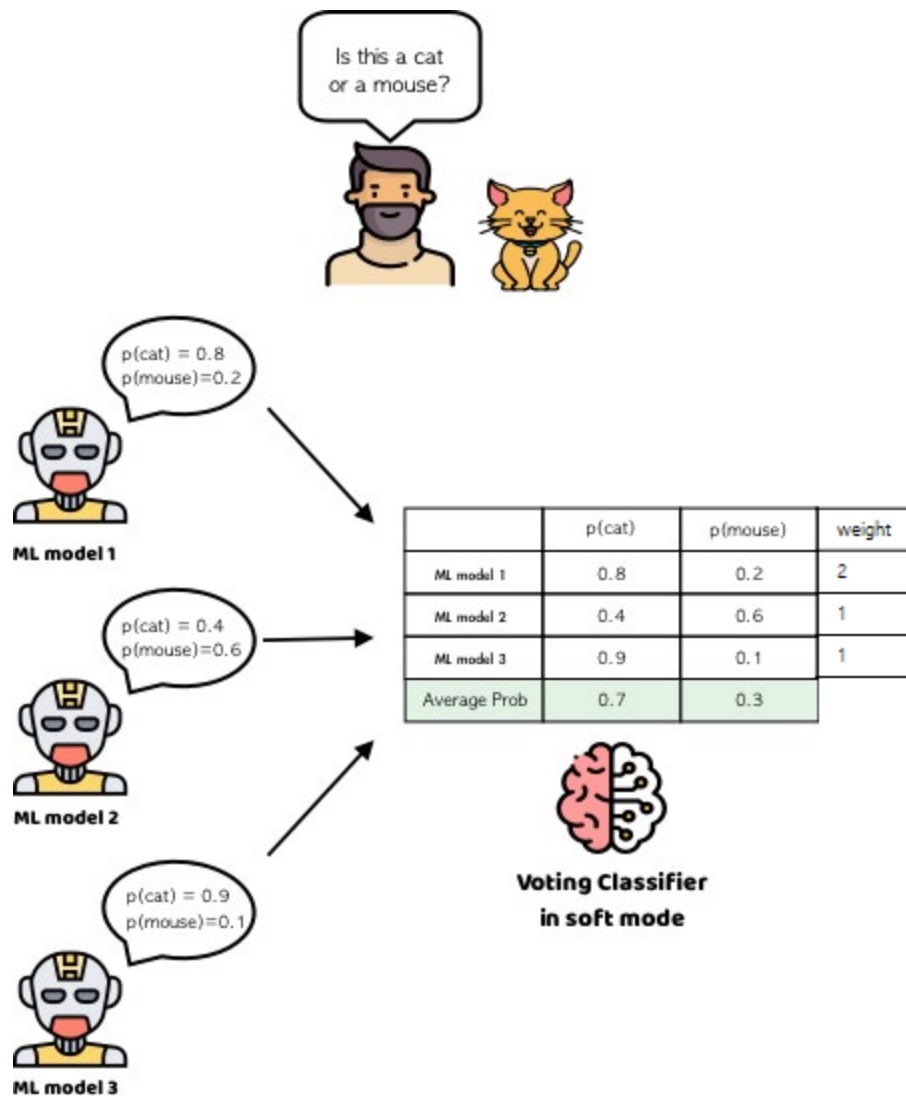 Is this a cat
or a mouse?
p(cat) = 0.8
p(mouse)=0.2
ML model 1
p(cat) = 0.4
p(mouse)=0.6
ML model 2
p(cat) = 0.9
p(mouse)=0.1
ML model 3
p(cat) p(mouse) weight
ML model 1 0.8 0.2 2
ML model 2 0.4 0.6 1
ML model 3 0.9 0.1 1
Average Prob 0.7 0.3
Voting Classifier
in soft mode